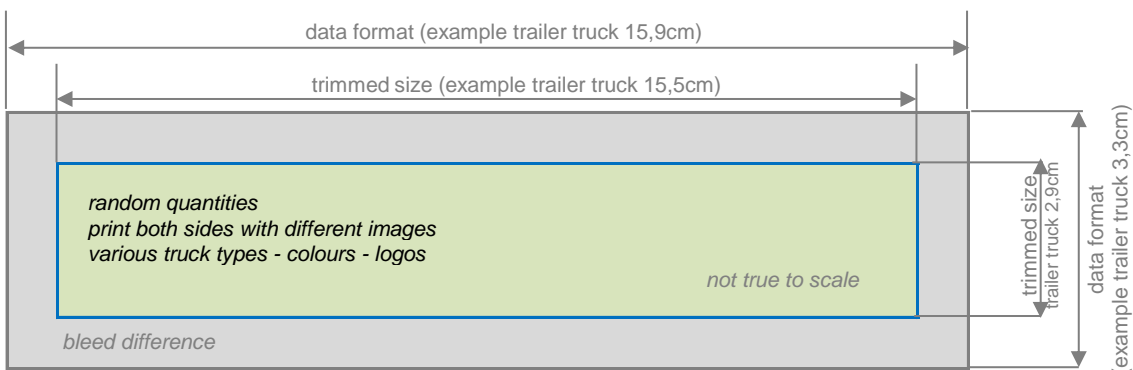 data format (example trailer truck 15,9cm)
trimmed size (example trailer truck 15,5cm)
random quantities
print both sides with different images
various truck types - colours - logos
not true to scale
bleed difference
trimmed size
trailer truck 2,9cm
data format
(example trailer truck 3,3cm)